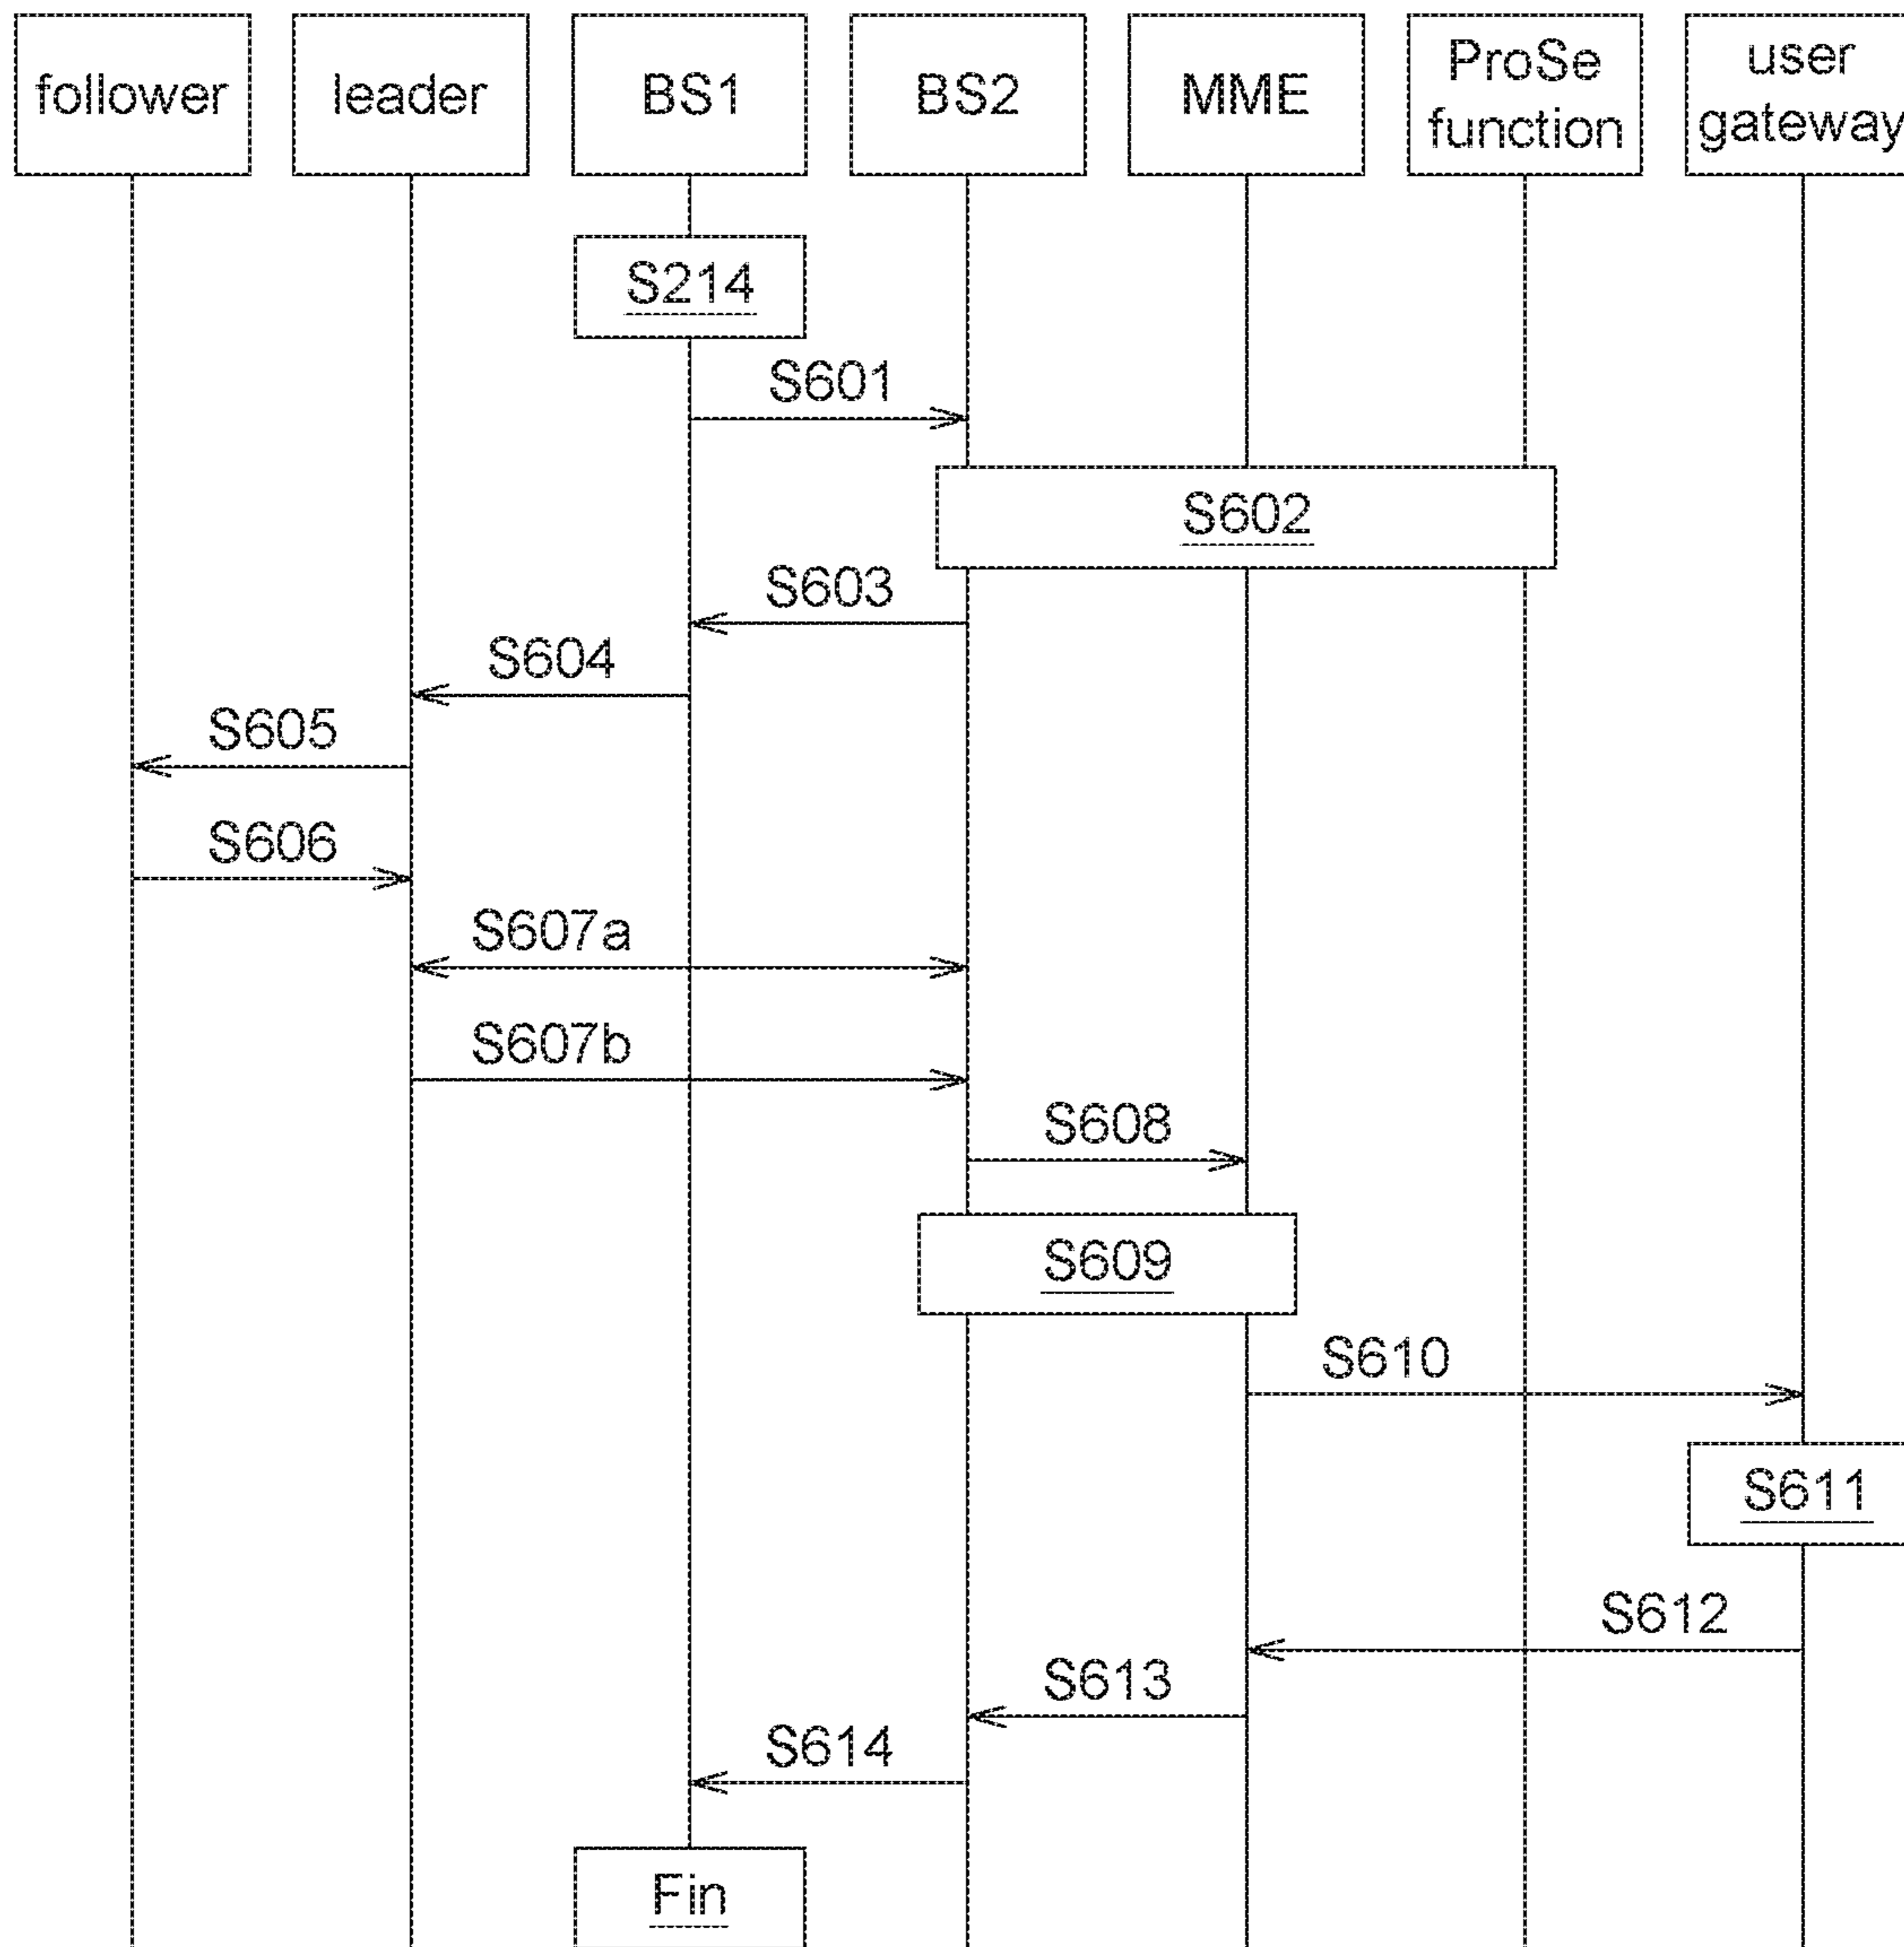 follower
leader
BS1
BS2
MME
ProSe
function
user
gateway
S214
S601
S602
S603
S604
S605
S606
S607a
S607b
S608
S609
S610
S611
S612
S613
S614
Fin